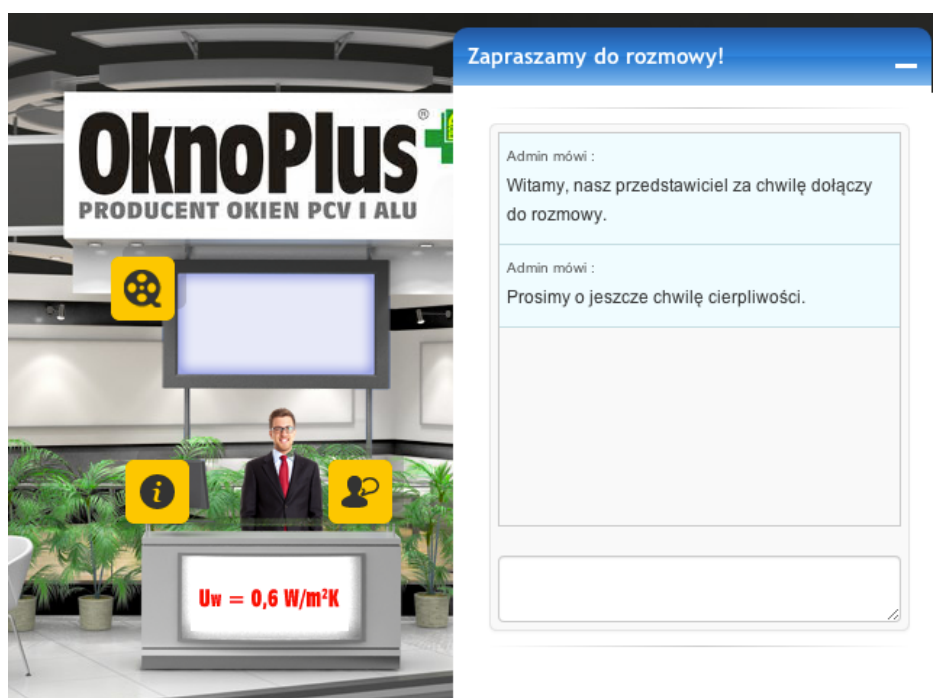 OknoPlus®
PRODUCENT OKIEN PCV I ALU
Uw = 0,6 W/m²K
Zapraszamy do rozmowy!
Admin mówi :
Witamy, nasz przedstawiciel za chwilę dołączy
do rozmowy.
Admin mówi :
Prosimy o jeszcze chwilę cierpliwości.